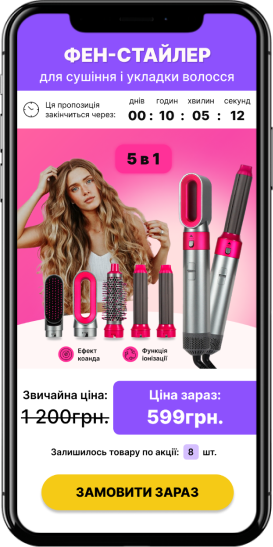 ФЕН-СТАЙЛЕР
для сушіння і укладки волосся
Ця пропозиція
закінчиться через:
днів годин хвилин секунд
00 : 10 : 05 : 12
5 в 1
Ефект
коанда
Функція
іонізації
Звичайна ціна:
1 200грн.
Ціна зараз:
599грн.
Залишилось товару по акції: 8 шт.
ЗАМОВИТИ ЗАРАЗ